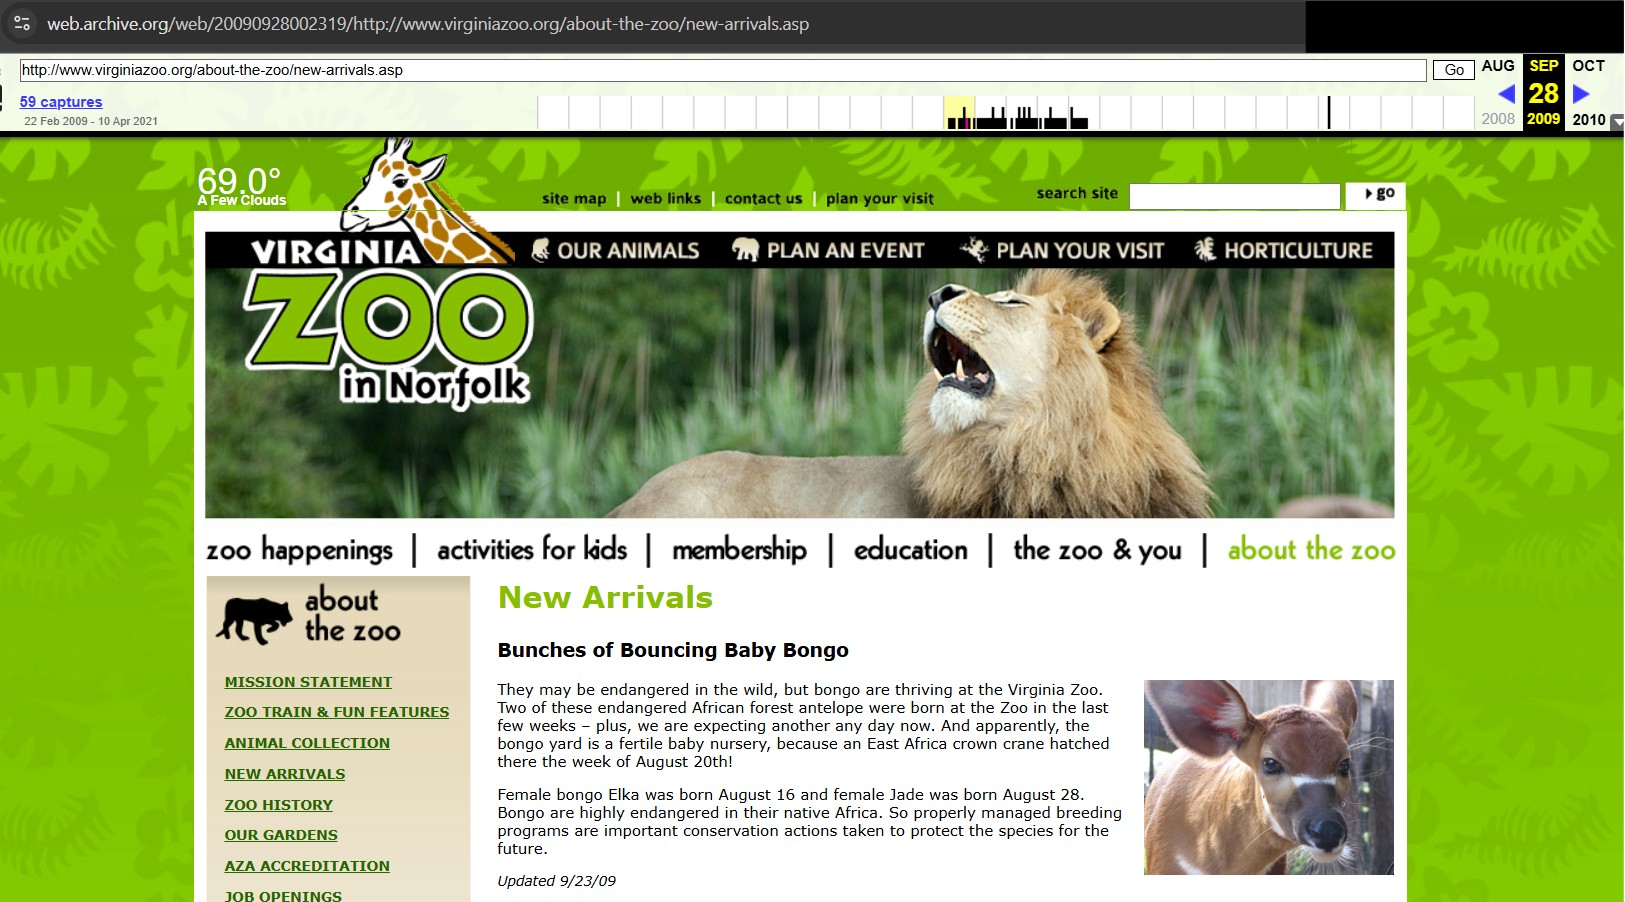 web.archive.org/web/20090928002319/http://www.virginiazoo.org/about-the-zoo/new-arrivals.asp
http://www.virginiazoo.org/about-the-zoo/new-arrivals.asp
Go
AUG SEP OCT
59 captures
28
22 Feb 2009 - 10 Apr 2021
2008 2009 2010
69.0°
A Few Clouds
site map | web links | contact us | plan your visit
search site
go
VIRGINIA
ZOO
in Norfolk
OUR ANIMALS PLAN AN EVENT PLAN YOUR VISIT HORTICULTURE
zoo happenings | activities for kids | membership | education | the zoo & you | about the zoo
about
the zoo
MISSION STATEMENT
ZOO TRAIN & FUN FEATURES
ANIMAL COLLECTION
NEW ARRIVALS
ZOO HISTORY
OUR GARDENS
AZA ACCREDITATION
JOB OPENINGS
New Arrivals
Bunches of Bouncing Baby Bongo
They may be endangered in the wild, but bongo are thriving at the Virginia Zoo.
Two of these endangered African forest antelope were born at the Zoo in the last
few weeks – plus, we are expecting another any day now. And apparently, the
bongo yard is a fertile baby nursery, because an East Africa crown crane hatched
there the week of August 20th!
Female bongo Elka was born August 16 and female Jade was born August 28.
Bongo are highly endangered in their native Africa. So properly managed breeding
programs are important conservation actions taken to protect the species for the
future.
Updated 9/23/09